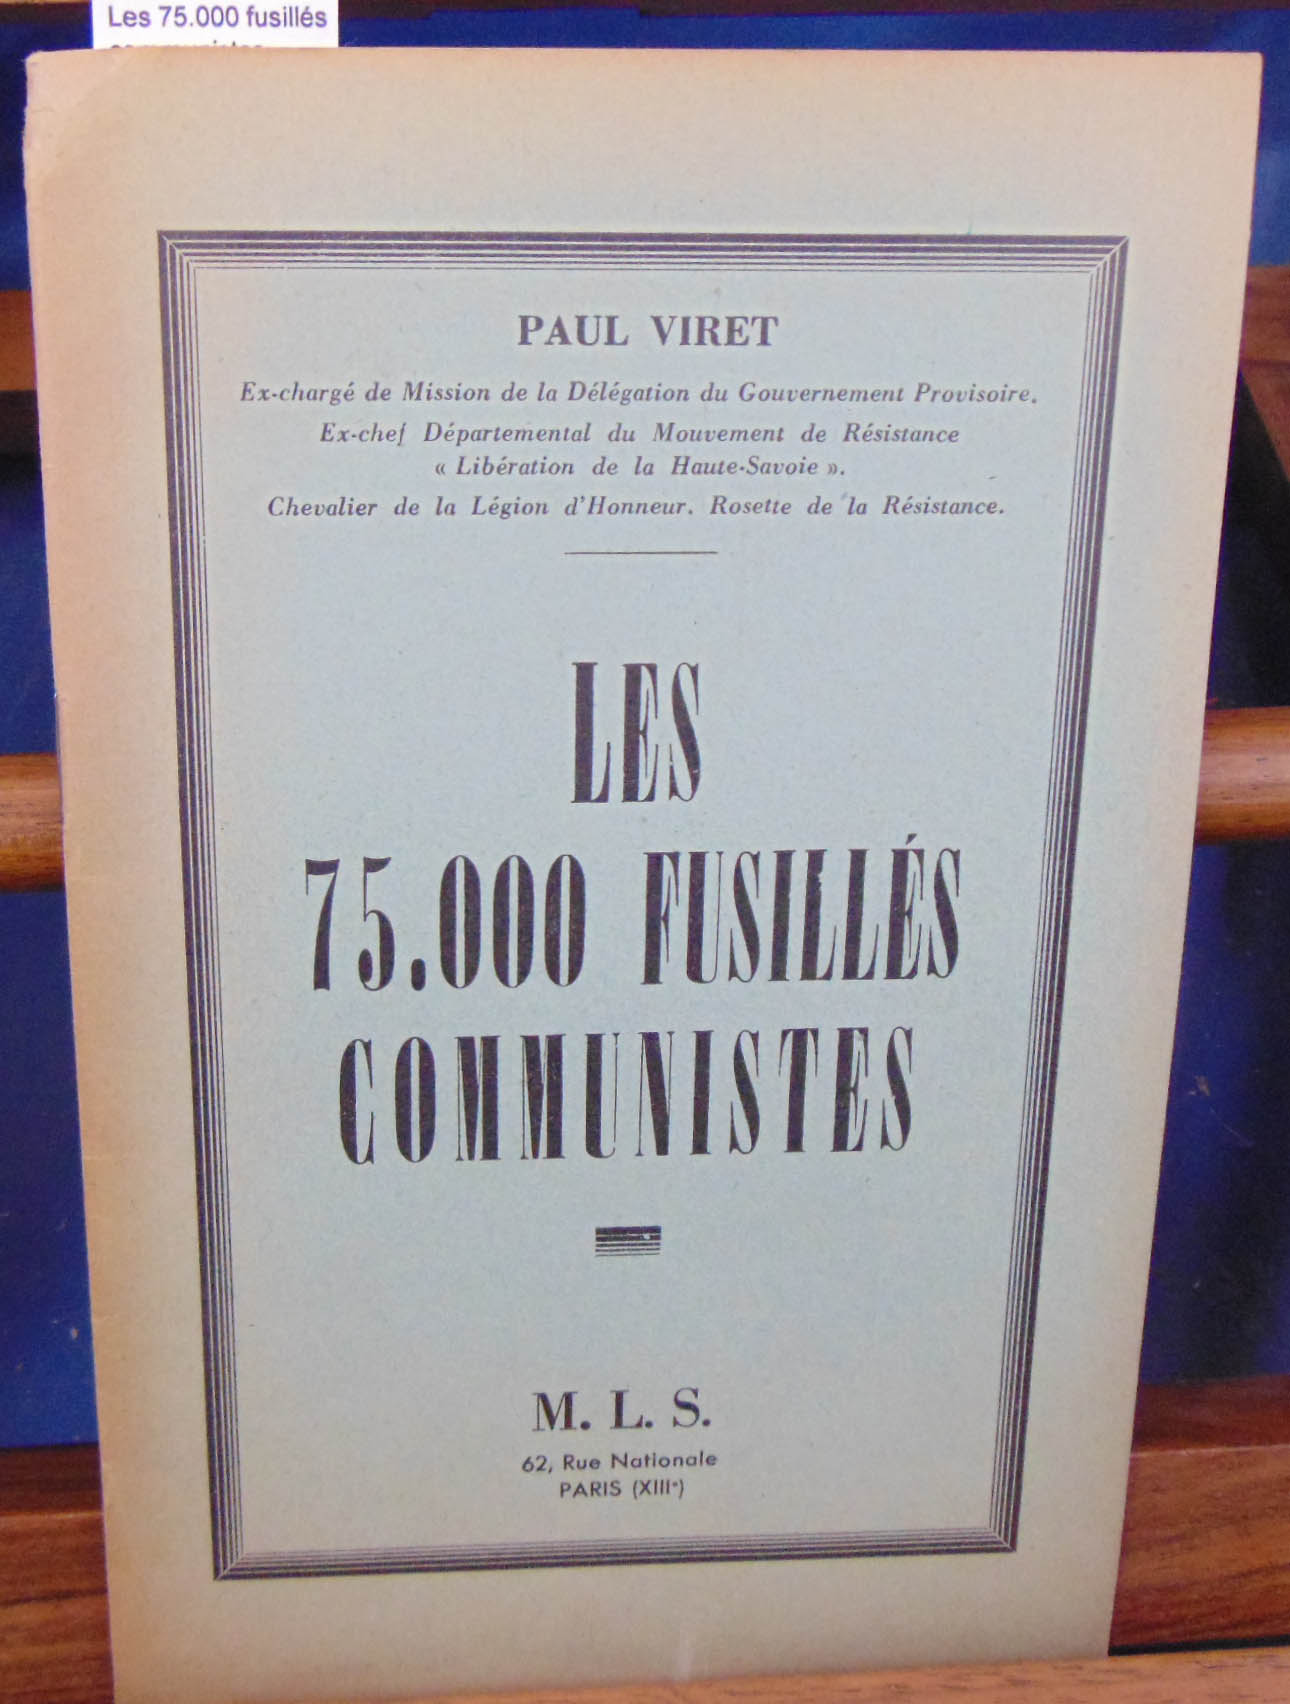 Les 75.000 fusillés
communistes
PAUL VIRET
Ex-chargé de Mission de la Délégation du Gouvernement Provisoire.
Ex-chef Départemental du Mouvement de Résistance
« Libération de la Haute-Savoie ».
Chevalier de la Légion d'Honneur. Rosette de la Résistance.
LES
75.000 FUSILLÉS
COMMUNISTES
M. L. S.
62, Rue Nationale
PARIS (XIIIe)